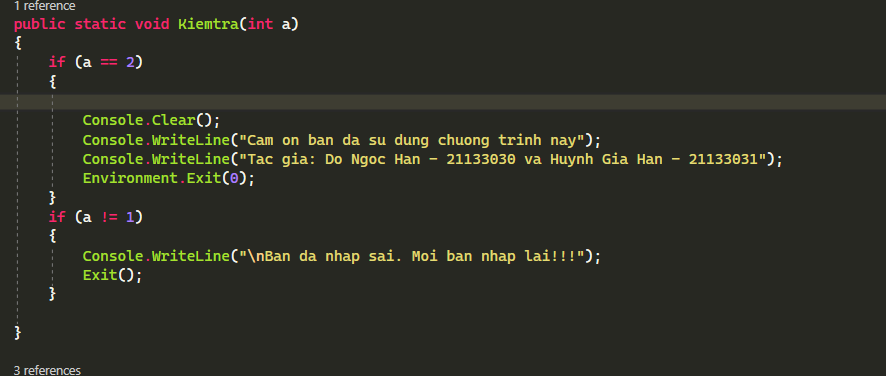 1 reference
public static void Kiemtra(int a)
{
if (a == 2)
{
Console.Clear();
Console.WriteLine("Cam on ban da su dung chuong trinh nay");
Console.WriteLine("Tac gia: Do Ngoc Han - 21133030 va Huynh Gia Han - 21133031");
Environment.Exit(0);
}
if (a != 1)
{
Console.WriteLine("\nBan da nhap sai. Moi ban nhap lai!!!");
Exit();
}
}
3 references